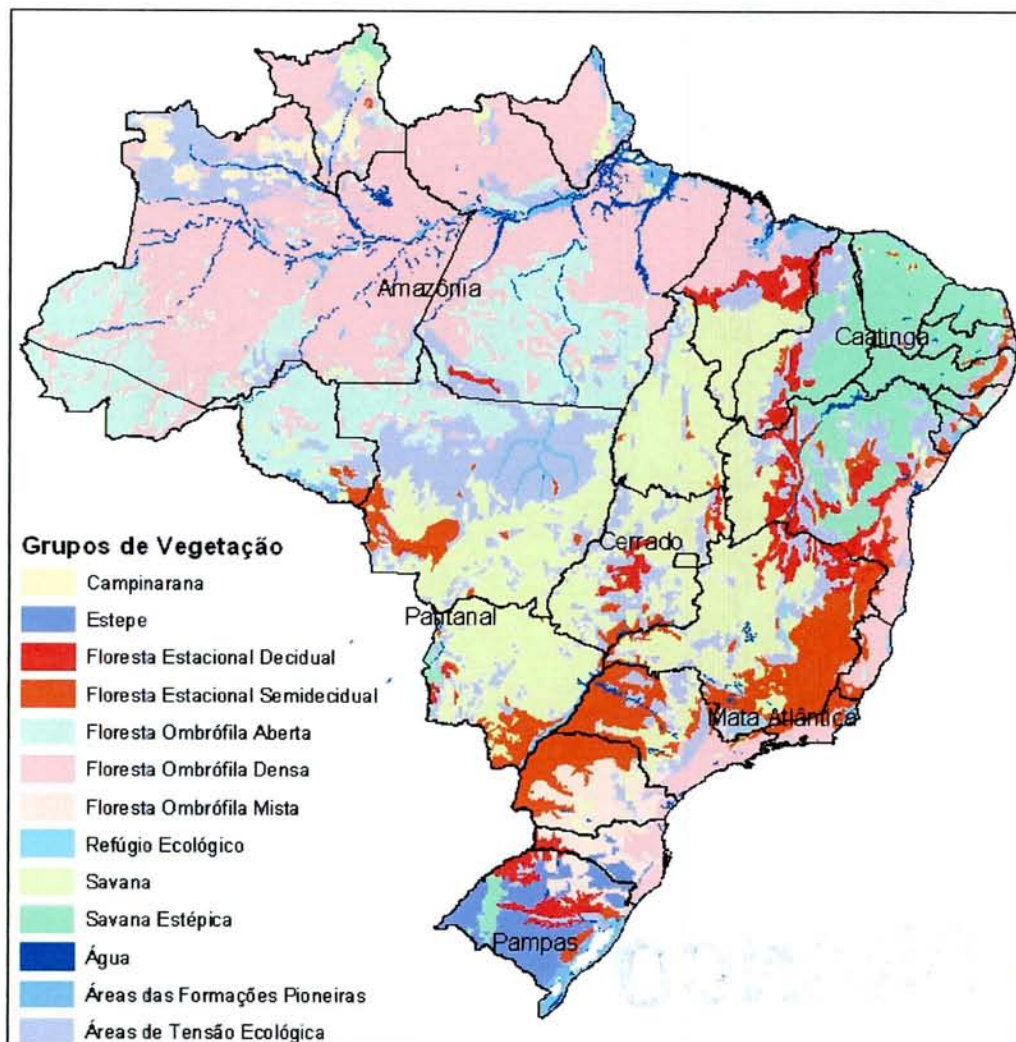 Amazônia
Caatinga
Cerrado
Pantanal
Mata Atlântica
Pampas
Grupos de Vegetação
Campinarana
Estepe
Floresta Estacional Decidual
Floresta Estacional Semidecidual
Floresta Ombrófila Aberta
Floresta Ombrófila Densa
Floresta Ombrófila Mista
Refúgio Ecológico
Savana
Savana Estépica
Água
Áreas das Formações Pioneiras
Áreas de Tensão Ecológica